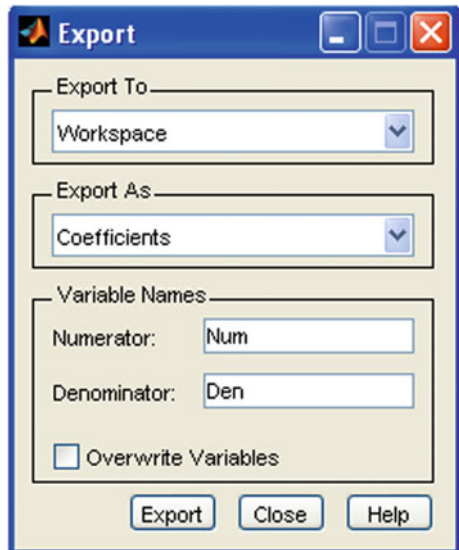 Export
Export To
Workspace
Export As
Coefficients
Variable Names
Numerator: Num
Denominator: Den
Overwrite Variables
Export Close Help